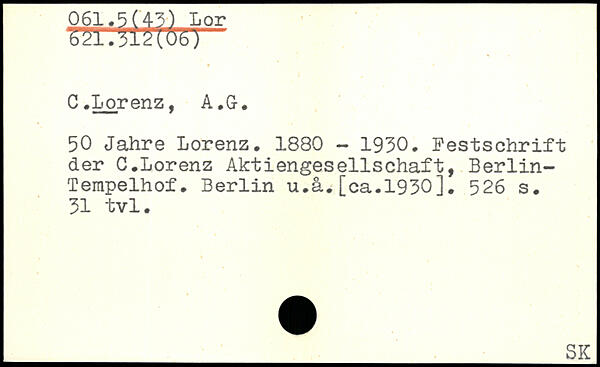 061.5(43) Lor
621.312(06)
C.Lorenz, A.G.
50 Jahre Lorenz. 1880 - 1930. Festschrift
der C.Lorenz Aktiengesellschaft, Berlin-
Tempelhof. Berlin u.å.[ca.1930]. 526 s.
31 tvl.
SK